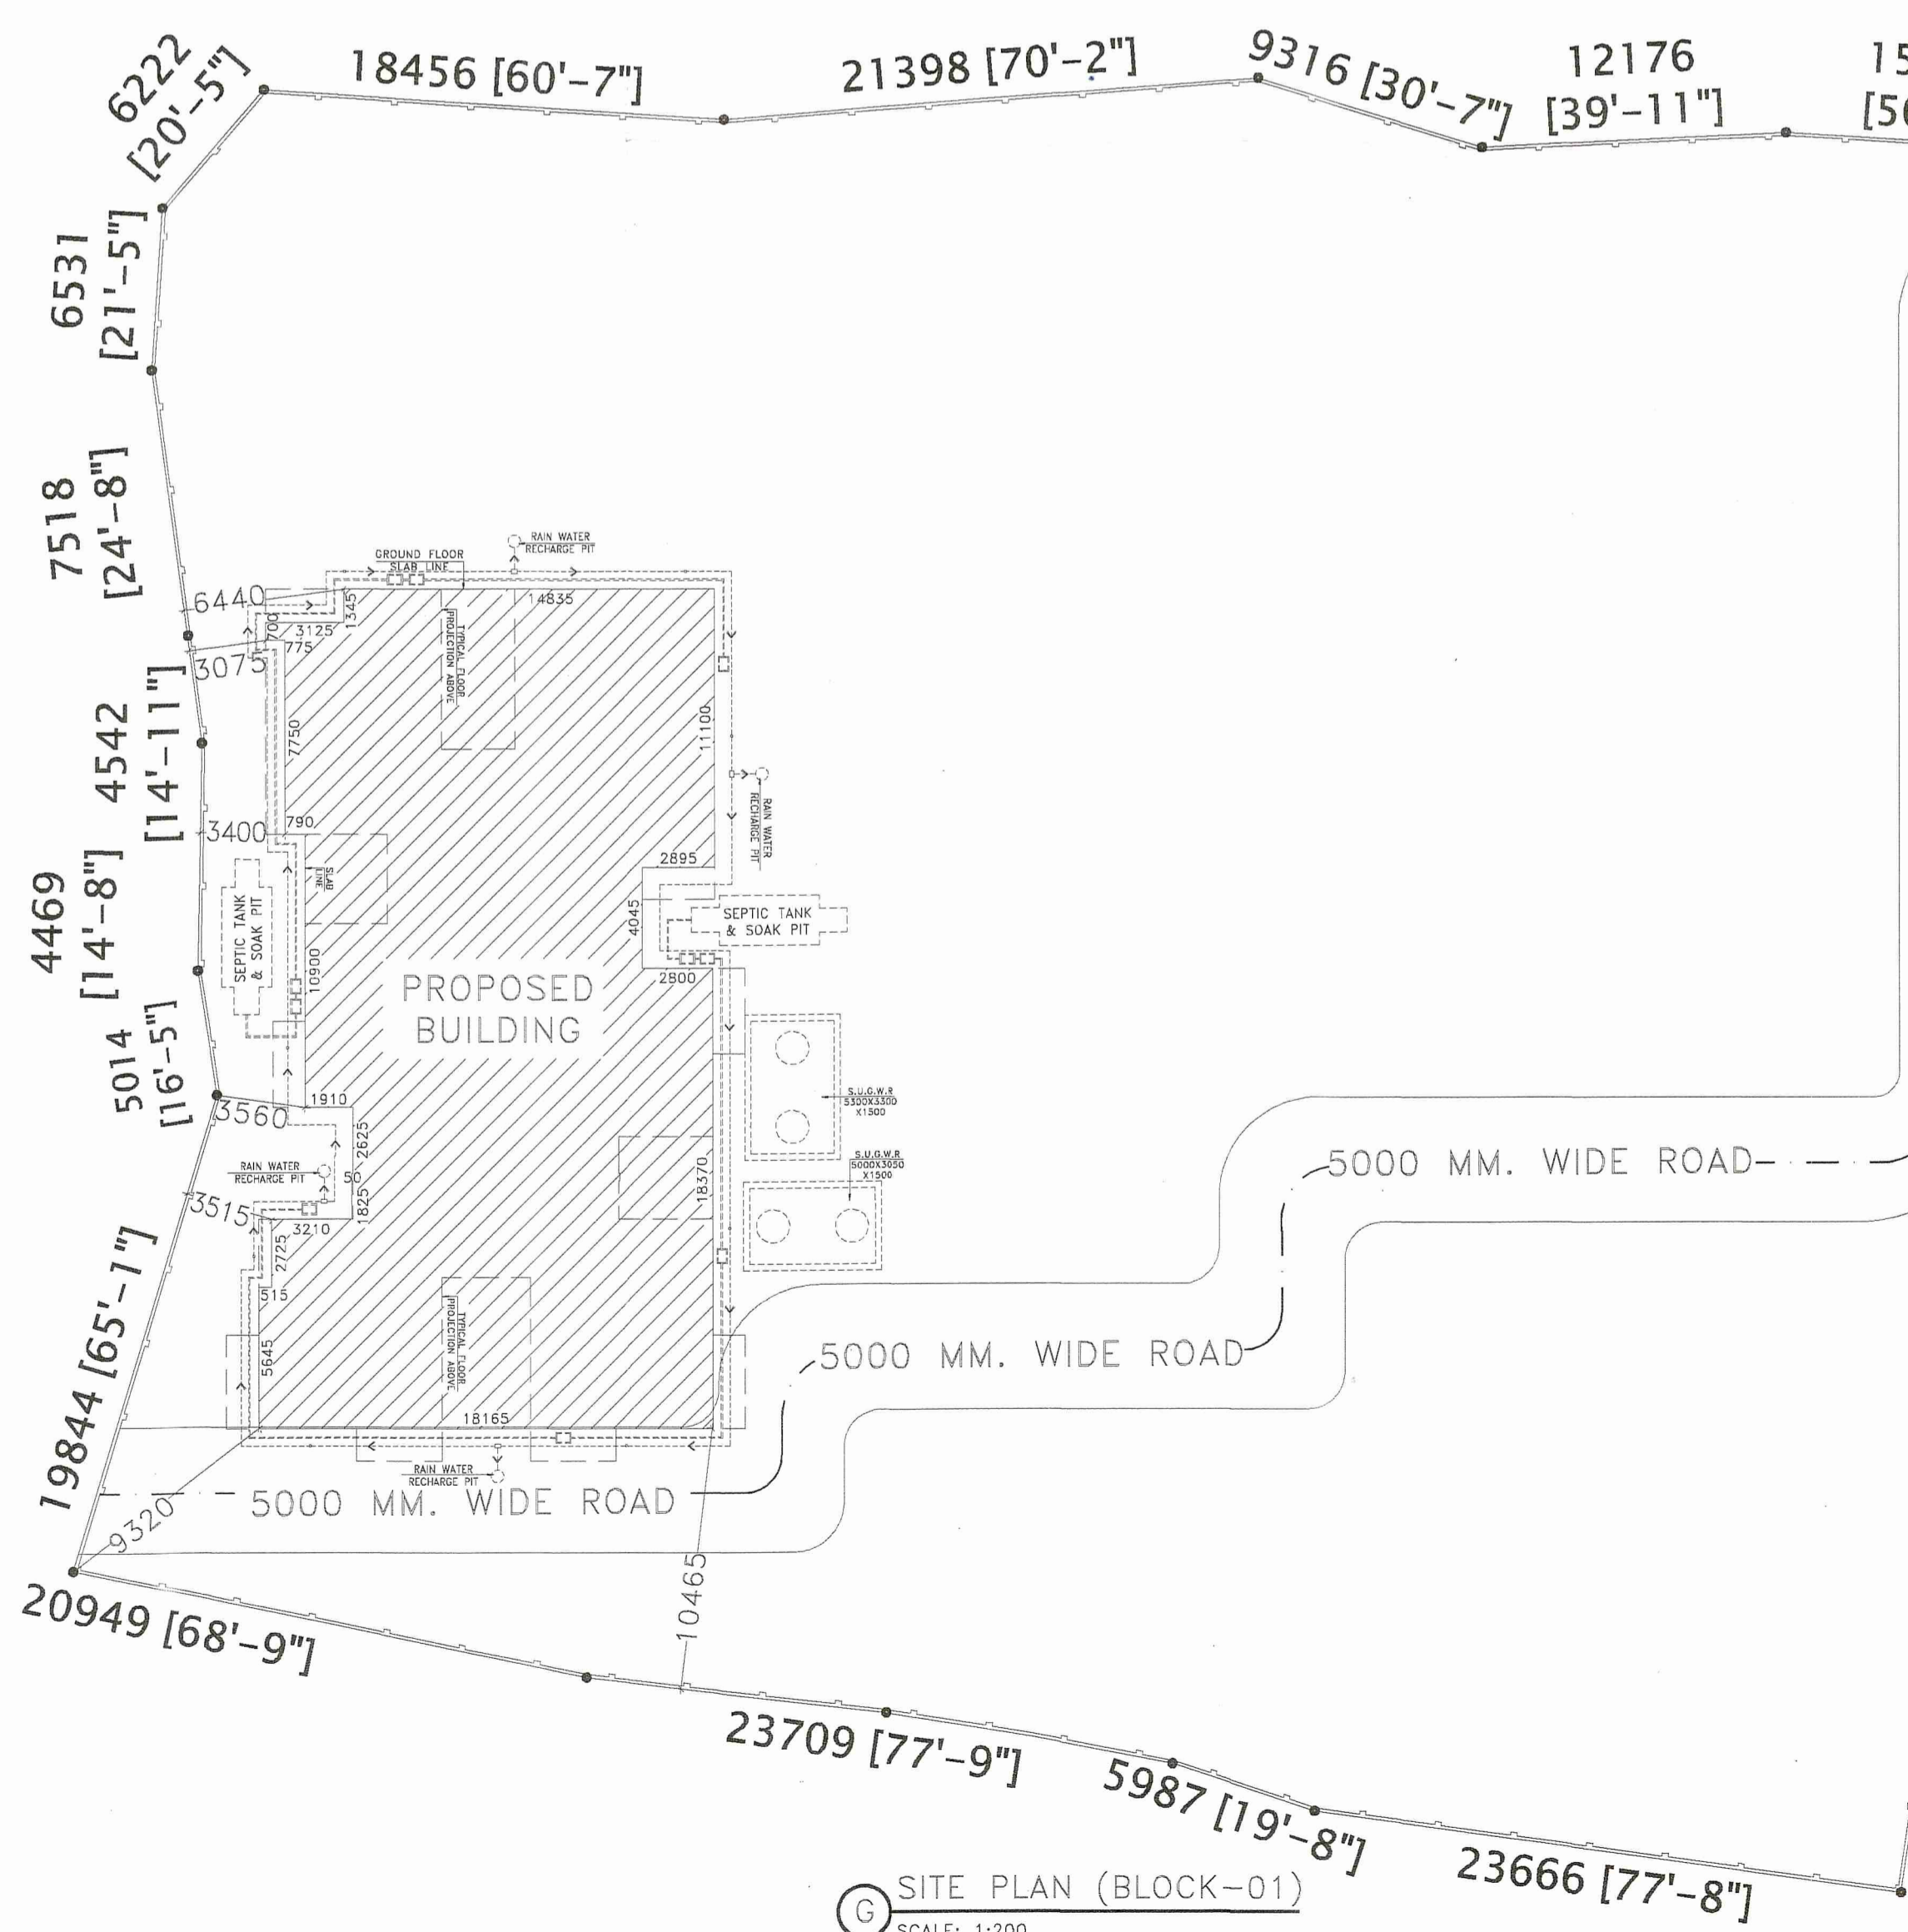 6222
[20'-5"]
18456 [60'-7"]
21398 [70'-2"]
9316 [30'-7"]
12176
[39'-11"]
6531
[21'-5"]
7518
[24'-8"]
4542
[14'-11"]
4469
[14'-8"]
5014
[16'-5"]
19844 [65'-1"]
RAIN WATER
RECHARGE PIT
GROUND FLOOR
SLAB LINE
6440
1345
14835
700
3125
775
3075
TYPICAL FLOOR
PROJECTION ABOVE
7750
11100
RAIN WATER
RECHARGE PIT
3400
790
SLAB
LINE
2895
SEPTIC TANK
& SOAK PIT
4045
SEPTIC TANK
& SOAK PIT
10900
2800
PROPOSED
BUILDING
S.U.G.W.R
5300X3300
X1500
1910
3560
2625
S.U.G.W.R
5000X3050
X1500
RAIN WATER
RECHARGE PIT
50
18370
1825
3515
3210
2725
515
5645
TYPICAL FLOOR
PROJECTION ABOVE
18165
5000 MM. WIDE ROAD
5000 MM. WIDE ROAD
RAIN WATER
RECHARGE PIT
5000 MM. WIDE ROAD
9320
10465
20949 [68'-9"]
23709 [77'-9"]
5987 [19'-8"]
23666 [77'-8"]
G
SITE PLAN (BLOCK-01)
SCALE: 1:200